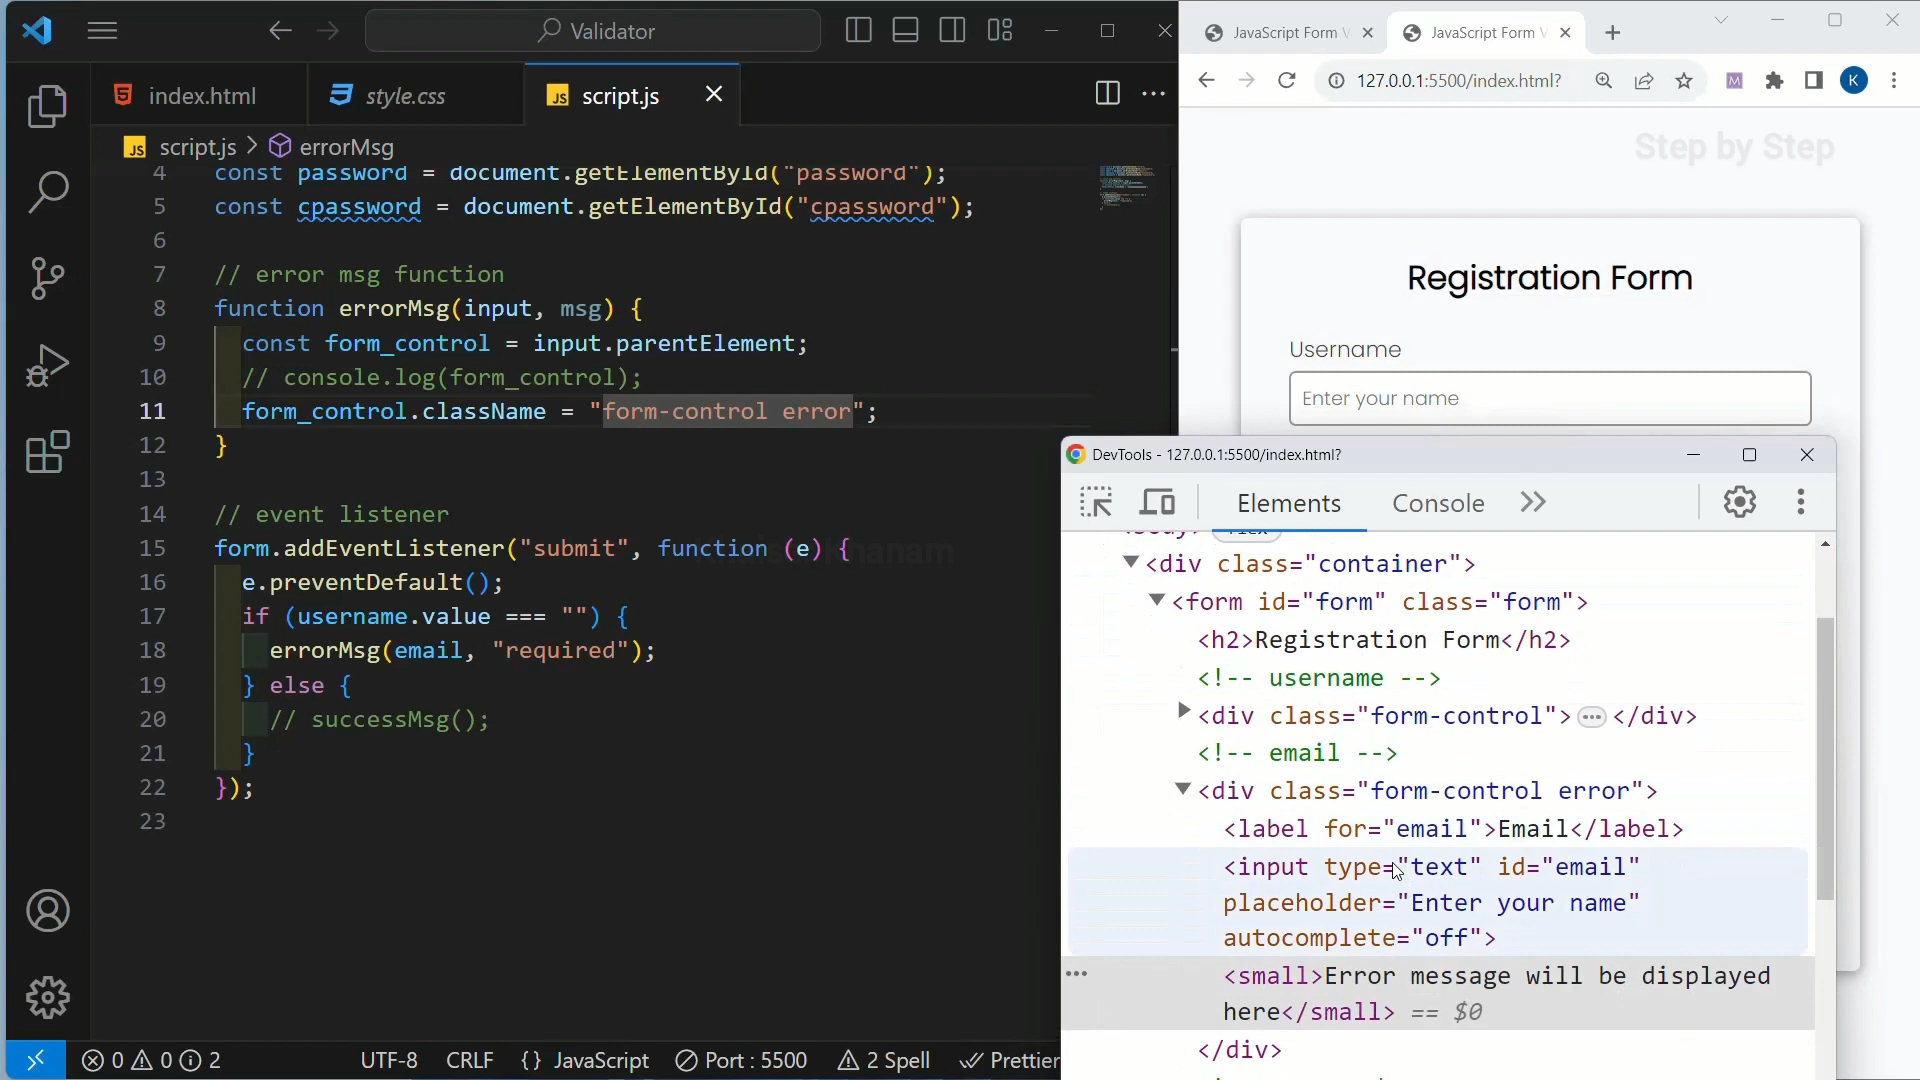 Validator
index.html
style.css
script.js
script.js > errorMsg
4 const password = document.getElementById("password");
5 const cpassword = document.getElementById("cpassword");
6
7 // error msg function
8 function errorMsg(input, msg) {
9 const form_control = input.parentElement;
10 // console.log(form_control);
11 form_control.className = "form-control error";
12 }
13
14 // event listener
15 form.addEventListener("submit", function (e) {
16 e.preventDefault();
17 if (username.value === "") {
18 errorMsg(email, "required");
19 } else {
20 // successMsg();
21 }
22 });
23
0 0 2
UTF-8
CRLF
{ } JavaScript
Port : 5500
2 Spell
Prettier
JavaScript Form V
JavaScript Form V
127.0.0.1:5500/index.html?
K
Step by Step
Registration Form
Username
Enter your name
DevTools - 127.0.0.1:5500/index.html?
Elements
Console
<div class="container">
<form id="form" class="form">
<h2>Registration Form</h2>
<!-- username -->
<div class="form-control">…</div>
<!-- email -->
<div class="form-control error">
<label for="email">Email</label>
<input type="text" id="email"
placeholder="Enter your name"
autocomplete="off">
<small>Error message will be displayed
here</small> == $0
</div>